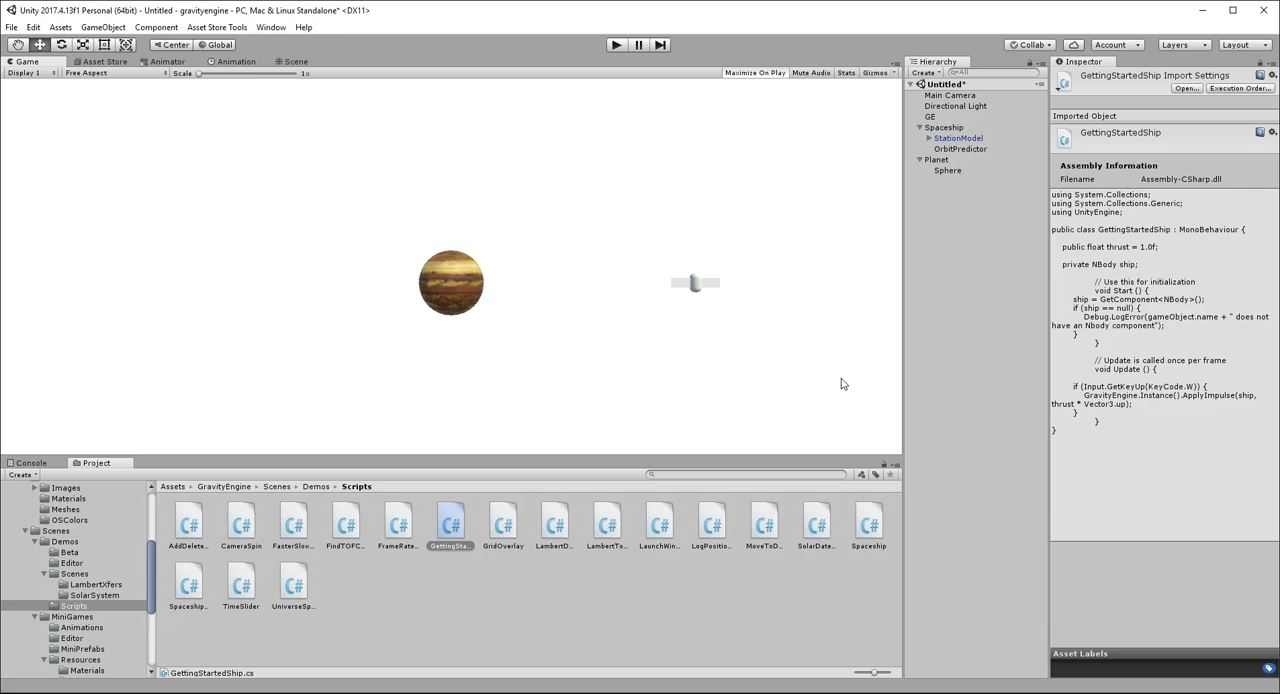 Unity 2017.4.13f1 Personal (64bit) - Untitled - gravityengine - PC, Mac & Linux Standalone* <DX11>
File Edit Assets GameObject Component Asset Store Tools Window Help
Center Global Collab Account Layers Layout
Game Asset Store Animator Animation Scene
Display 1 Free Aspect Scale 1x Maximize On Play Mute Audio Stats Gizmos
Hierarchy
Create All
Untitled*
Main Camera
Directional Light
GE
Spaceship
StationModel
OrbitPredictor
Planet
Sphere
Inspector
GettingStartedShip Import Settings
Open... Execution Order...
Imported Object
GettingStartedShip
Assembly Information
Filename Assembly-CSharp.dll
using System.Collections;
using System.Collections.Generic;
using UnityEngine;
public class GettingStartedShip : MonoBehaviour {
public float thrust = 1.0f;
private NBody ship;
// Use this for initialization
void Start () {
ship = GetComponent<NBody>();
if (ship == null) {
Debug.LogError(gameObject.name + " does not
have an Nbody component");
}
}
// Update is called once per frame
void Update () {
if (Input.GetKeyUp(KeyCode.W)) {
GravityEngine.Instance().ApplyImpulse(ship,
thrust * Vector3.up);
}
}
}
Asset Labels
Console Project
Create
Images
Materials
Meshes
OSColors
Scenes
Demos
Beta
Editor
Scenes
LambertXfers
SolarSystem
Scripts
MiniGames
Animations
Editor
MiniPrefabs
Resources
Materials
Assets GravityEngine Scenes Demos Scripts
C# C# C# C# C# C# C# C# C# C# C# C# C# C#
AddDelete... CameraSpin FasterSlov... FindTOFC... FrameRate... GettingSta... GridOverlay LambertD... LambertTo... LaunchWin... LogPositio... MoveToD... SolarDate... Spaceship
C# C# C#
Spaceship... TimeSlider UniverseSp...
GettingStartedShip.cs